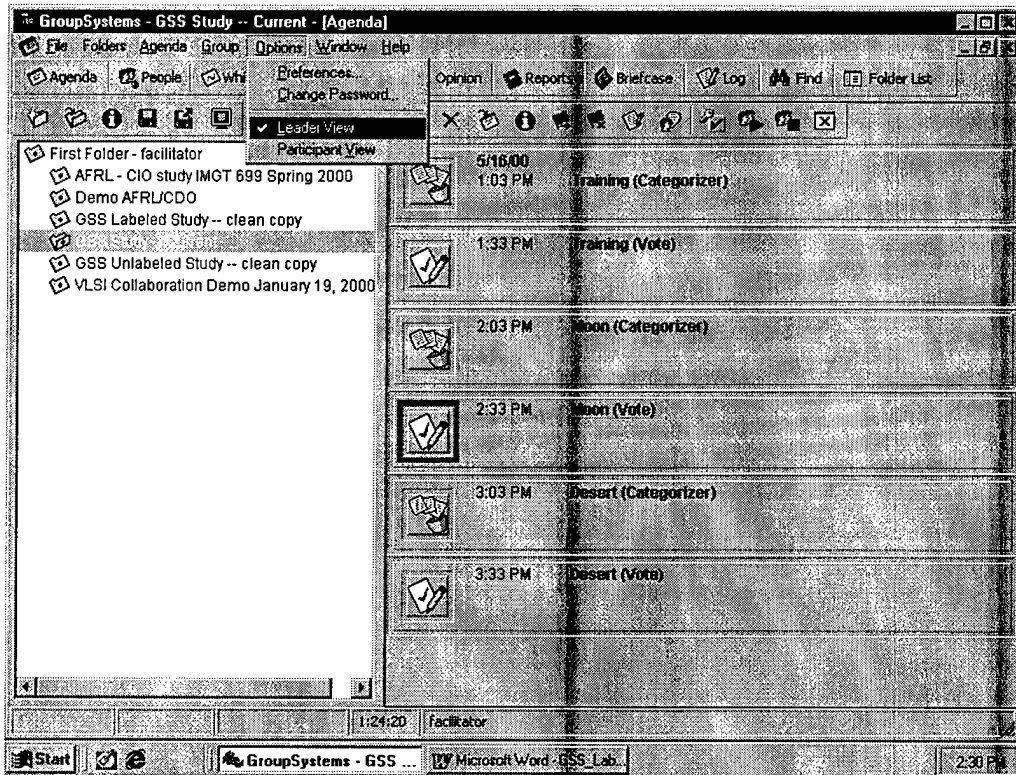 GroupSystems - GSS Study -- Current - [Agenda]
File Folders Agenda Group Options Window Help
Agenda People Opinion Reports Briefcase Log Find Folder List
Preferences...
Change Password...
✓ Leader View
Participant View
First Folder - facilitator
AFRL - CIO study IMGT 699 Spring 2000
Demo AFRL/CDO
GSS Labeled Study -- clean copy
GSS Unlabeled Study -- clean copy
VLSI Collaboration Demo January 19, 2000
5/16/00
1:03 PM Training (Categorizer)
1:33 PM Training (Vote)
2:03 PM Moon (Categorizer)
2:33 PM Moon (Vote)
3:03 PM Desert (Categorizer)
3:33 PM Desert (Vote)
1:24:20 facilitator
Start GroupSystems - GSS ... Microsoft Word - GSS_Lab... 2:30 PM